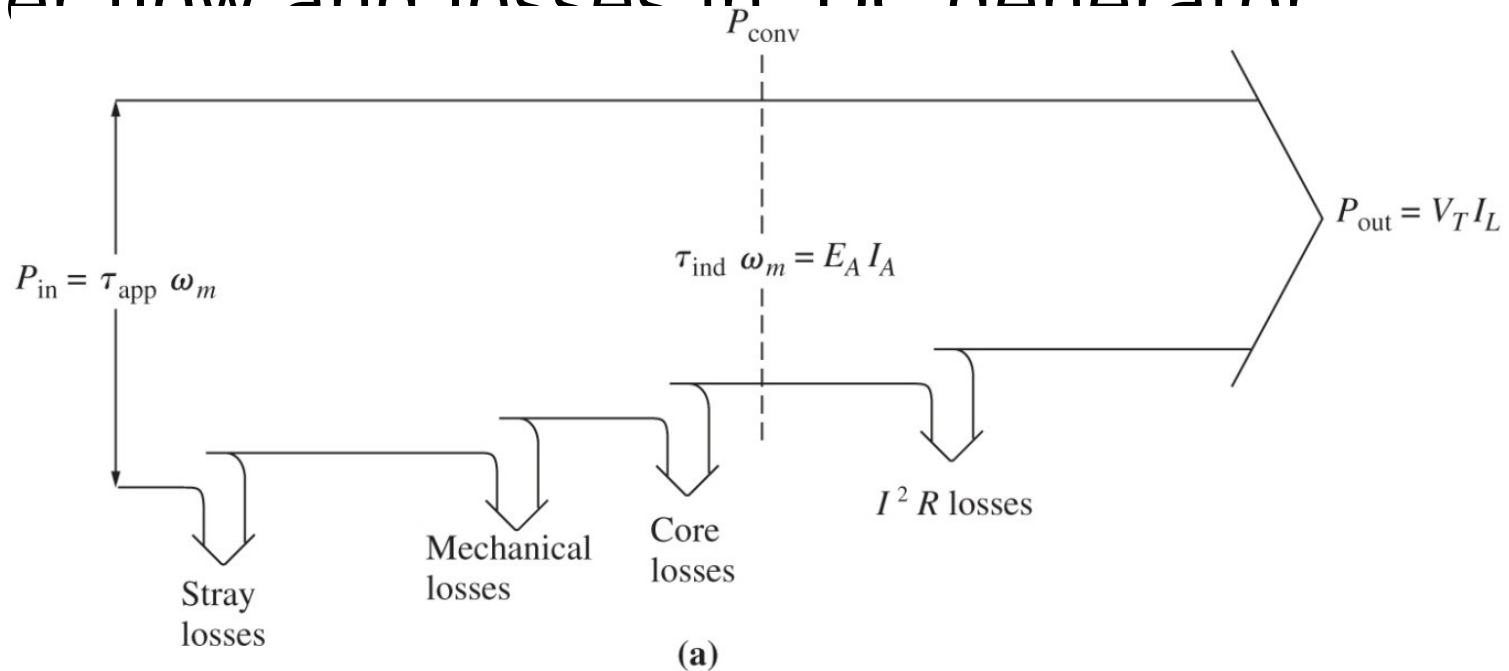 P_conv
P_out = V_T I_L
τ_ind ω_m = E_A I_A
P_in = τ_app ω_m
I² R losses
Core
losses
Mechanical
losses
Stray
losses
(a)